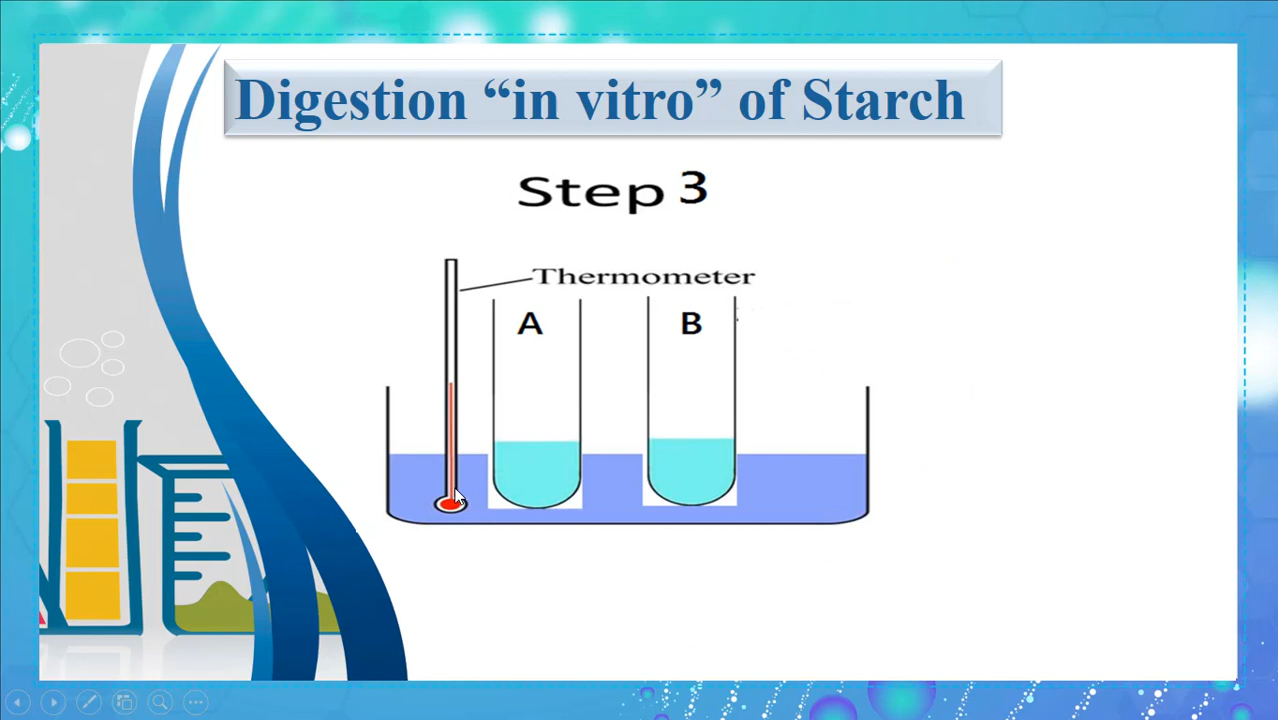 Digestion “in vitro” of Starch
Step 3
Thermometer
A
B